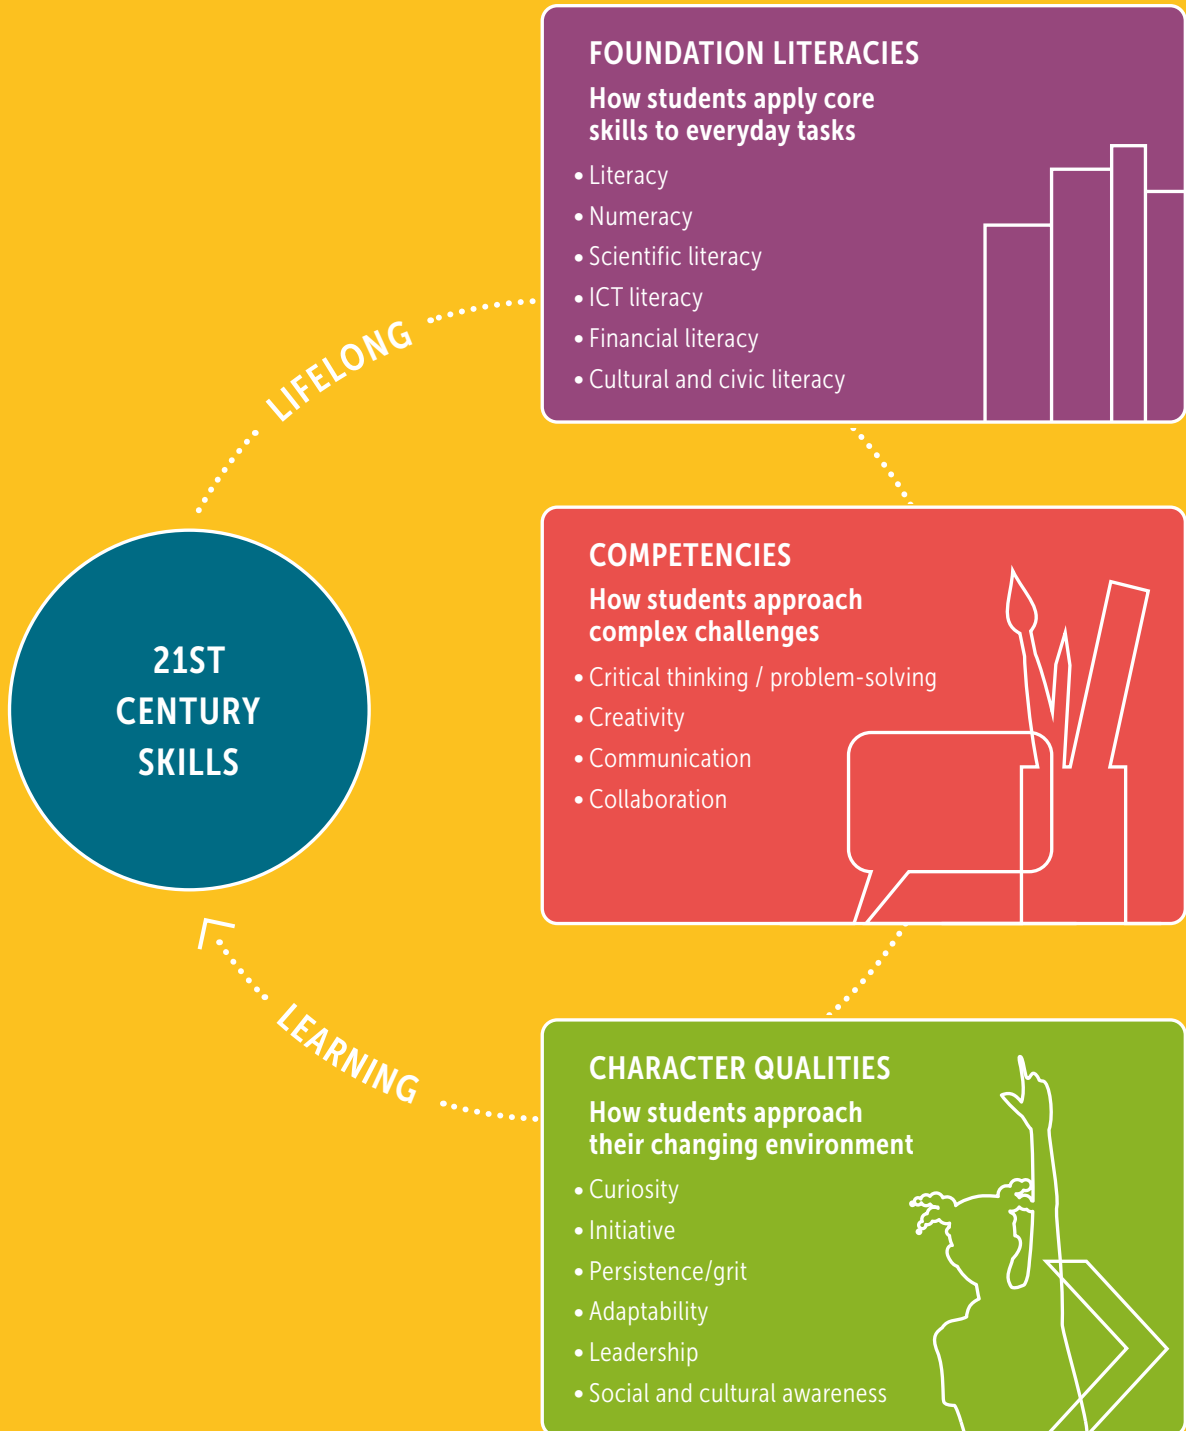 FOUNDATION LITERACIES
How students apply core
skills to everyday tasks
• Literacy
• Numeracy
• Scientific literacy
• ICT literacy
• Financial literacy
• Cultural and civic literacy
LIFELONG
COMPETENCIES
How students approach
complex challenges
• Critical thinking / problem-solving
• Creativity
• Communication
• Collaboration
21ST
CENTURY
SKILLS
LEARNING
CHARACTER QUALITIES
How students approach
their changing environment
• Curiosity
• Initiative
• Persistence/grit
• Adaptability
• Leadership
• Social and cultural awareness